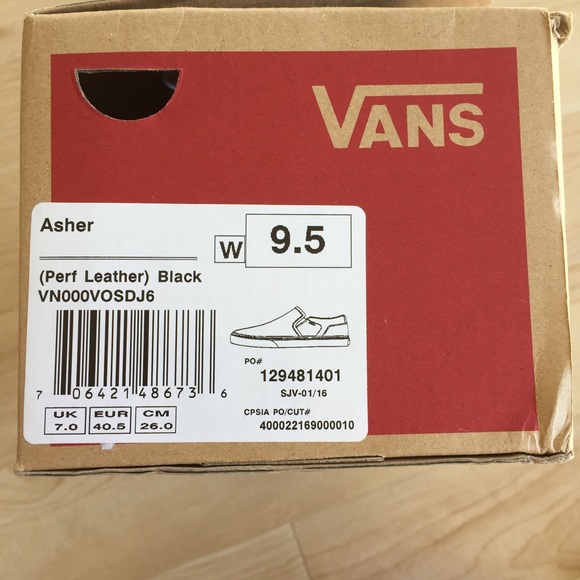 VANS
Asher
W 9.5
(Perf Leather) Black
VN000VOSDJ6
7 06421 48673 6
UK EUR CM
7.0 40.5 26.0
PO#
129481401
SJV-01/16
CPSIA PO/CUT#
400022169000010